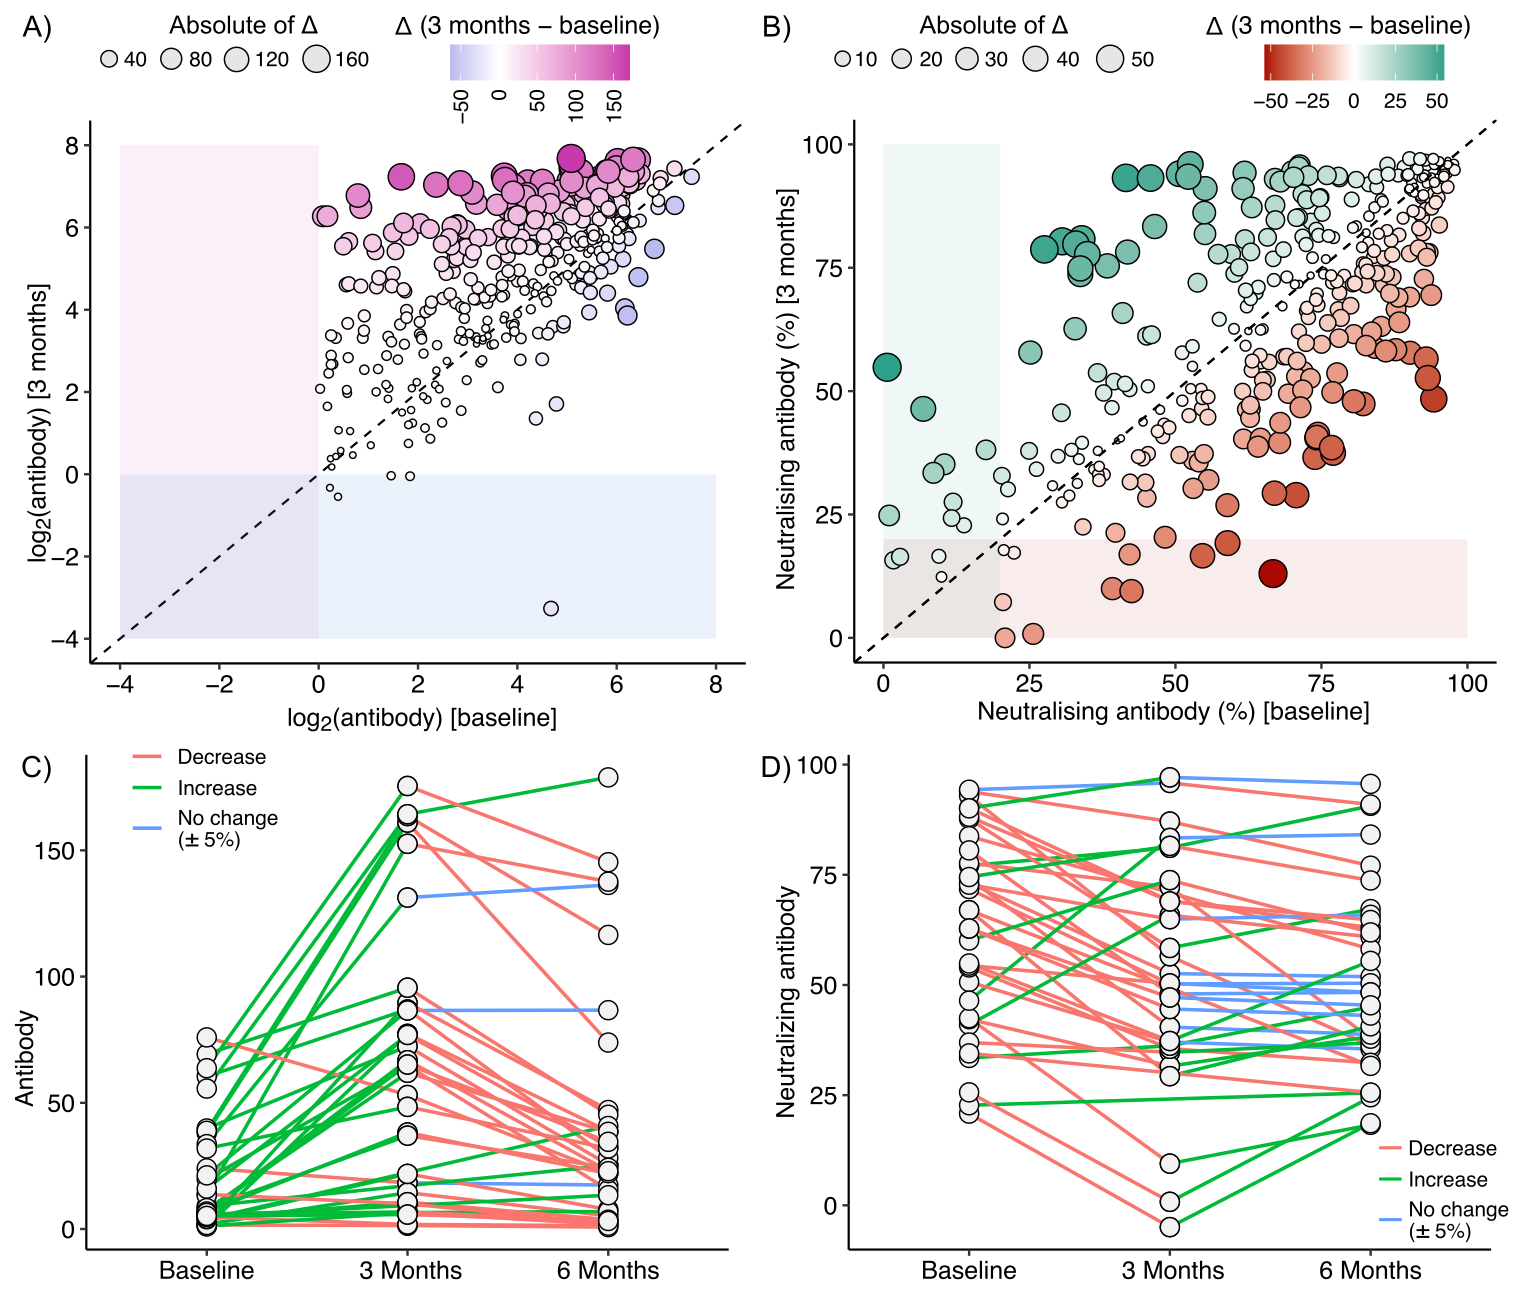 A)
Absolute of Δ
40 80 120 160
Δ (3 months − baseline)
−50 0 50 100 150
log2(antibody) [3 months]
8
6
4
2
0
−2
−4
−4 −2 0 2 4 6 8
log2(antibody) [baseline]
B)
Absolute of Δ
10 20 30 40 50
Δ (3 months − baseline)
−50 −25 0 25 50
Neutralising antibody (%) [3 months]
100
75
50
25
0
0 25 50 75 100
Neutralising antibody (%) [baseline]
C)
Decrease
Increase
No change
(± 5%)
Antibody
150
100
50
0
Baseline 3 Months 6 Months
D)
Neutralizing antibody
100
75
50
25
0
Decrease
Increase
No change
(± 5%)
Baseline 3 Months 6 Months